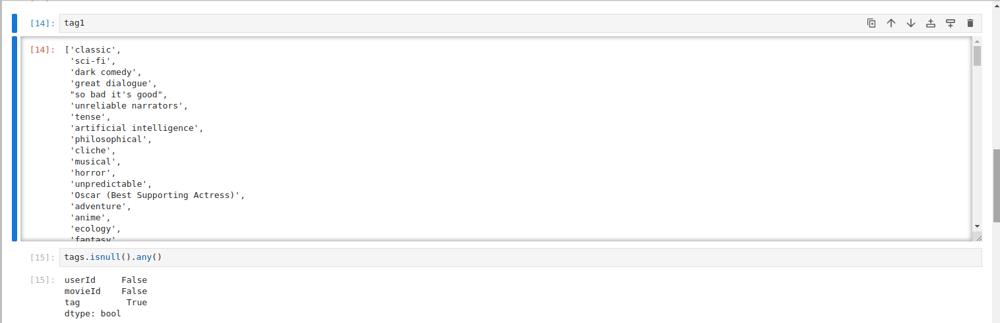 [14]: tag1
[14]: ['classic',
'sci-fi',
'dark comedy',
'great dialogue',
"so bad it's good",
'unreliable narrators',
'tense',
'artificial intelligence',
'philosophical',
'cliche',
'musical',
'horror',
'unpredictable',
'Oscar (Best Supporting Actress)',
'adventure',
'anime',
'ecology',
'fantasy'
[15]: tags.isnull().any()
[15]: userId False
movieId False
tag True
dtype: bool